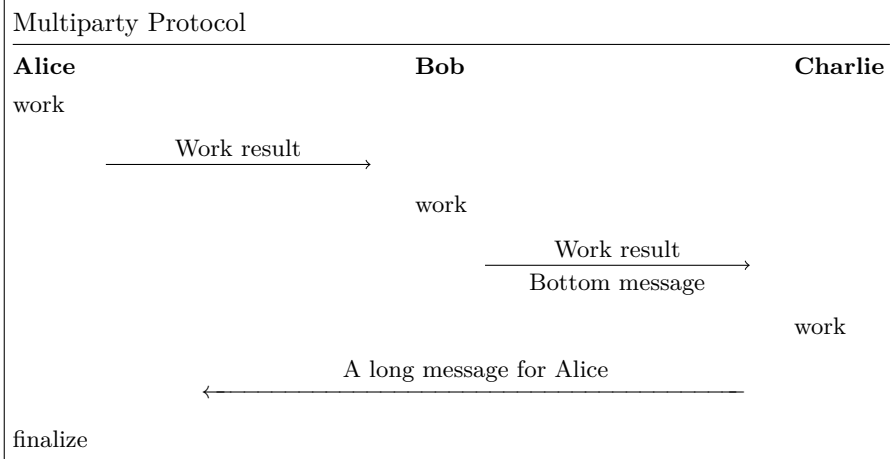 Multiparty Protocol
Alice Bob Charlie
work
Work result
work
Work result
Bottom message
work
A long message for Alice
finalize